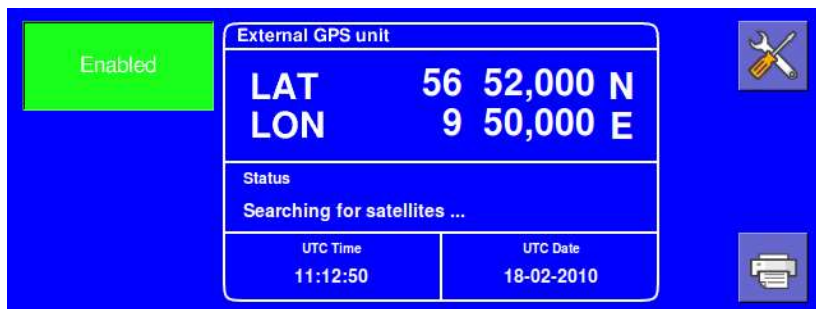 Enabled
External GPS unit
LAT 56 52,000 N
LON 9 50,000 E
Status
Searching for satellites ...
UTC Time UTC Date
11:12:50 18-02-2010